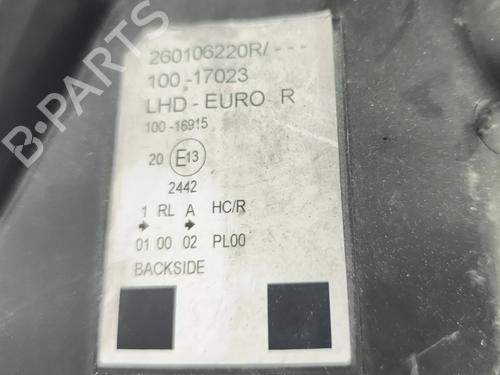 260106220R/ - - -
100 -17023
LHD - EURO R
100 -16915
20 E13
2442
1 RL A HC/R
01 00 02 PL00
BACKSIDE
B-PARTS